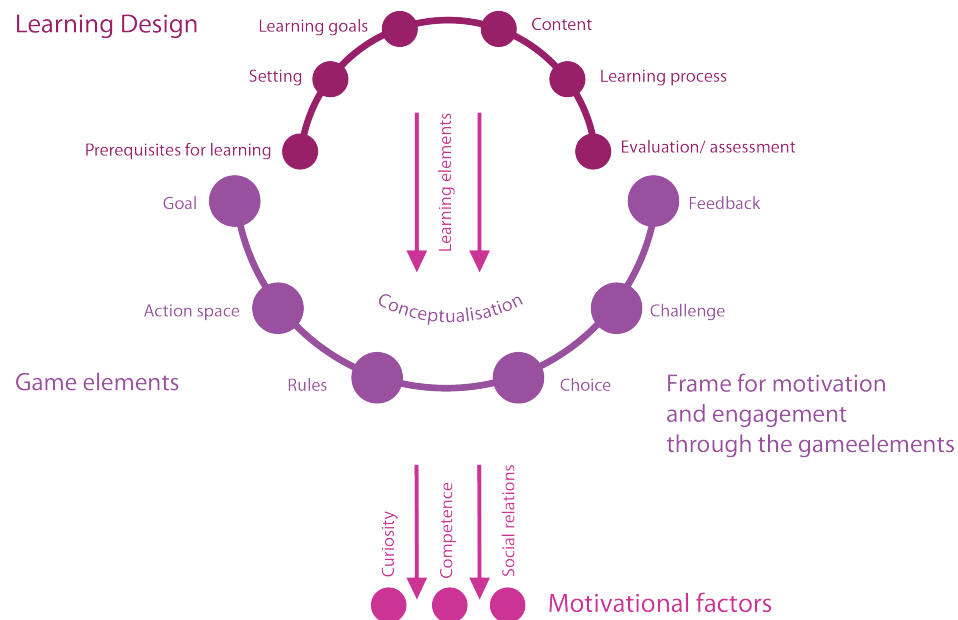 Learning Design
Learning goals
Content
Setting
Learning process
Prerequisites for learning
Evaluation/ assessment
Learning elements
Goal
Feedback
Conceptualisation
Action space
Challenge
Game elements
Rules
Choice
Frame for motivation
and engagement
through the gameelements
Curiosity
Competence
Social relations
Motivational factors